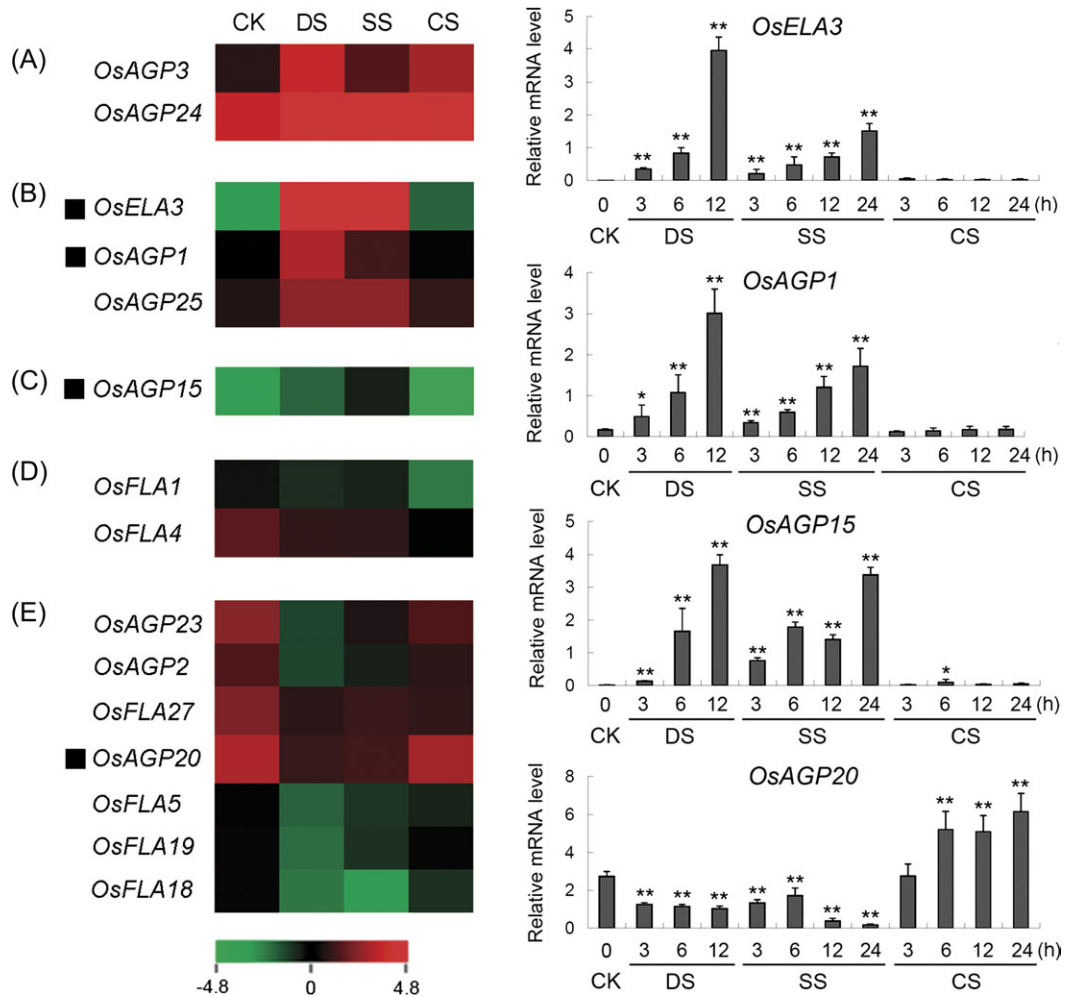 CK DS SS CS
(A)
OsAGP3
OsAGP24
(B)
OsELA3
OsAGP1
OsAGP25
(C)
OsAGP15
(D)
OsFLA1
OsFLA4
(E)
OsAGP23
OsAGP2
OsFLA27
OsAGP20
OsFLA5
OsFLA19
OsFLA18
-4.8 0 4.8
OsELA3
Relative mRNA level
5
4
3
2
1
0
** ** ** ** ** ** **
0 3 6 12 3 6 12 24 3 6 12 24 (h)
CK DS SS CS
OsAGP1
Relative mRNA level
4
3
2
1
0
* ** ** ** ** ** **
0 3 6 12 3 6 12 24 3 6 12 24 (h)
CK DS SS CS
OsAGP15
Relative mRNA level
5
4
3
2
1
0
** ** ** ** ** ** ** *
0 3 6 12 3 6 12 24 3 6 12 24 (h)
CK DS SS CS
OsAGP20
Relative mRNA level
8
6
4
2
0
** ** ** ** ** ** ** ** ** **
0 3 6 12 3 6 12 24 3 6 12 24 (h)
CK DS SS CS